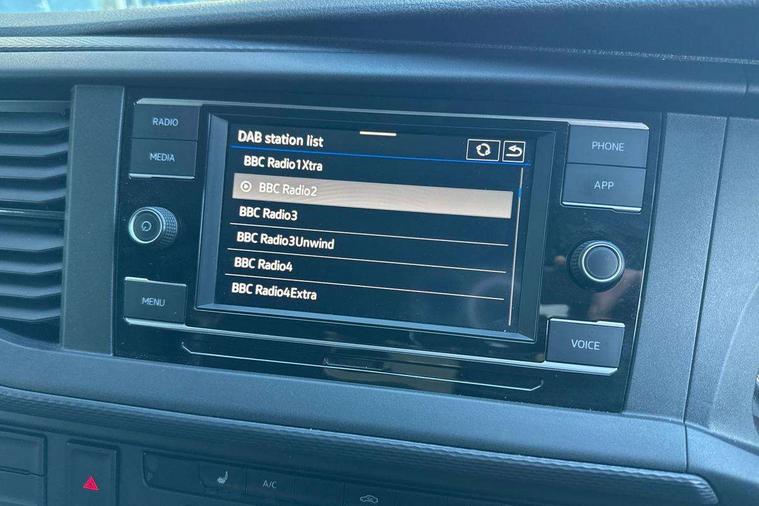 RADIO
MEDIA
MENU
DAB station list
BBC Radio1Xtra
BBC Radio2
BBC Radio3
BBC Radio3Unwind
BBC Radio4
BBC Radio4Extra
PHONE
APP
VOICE
A/C